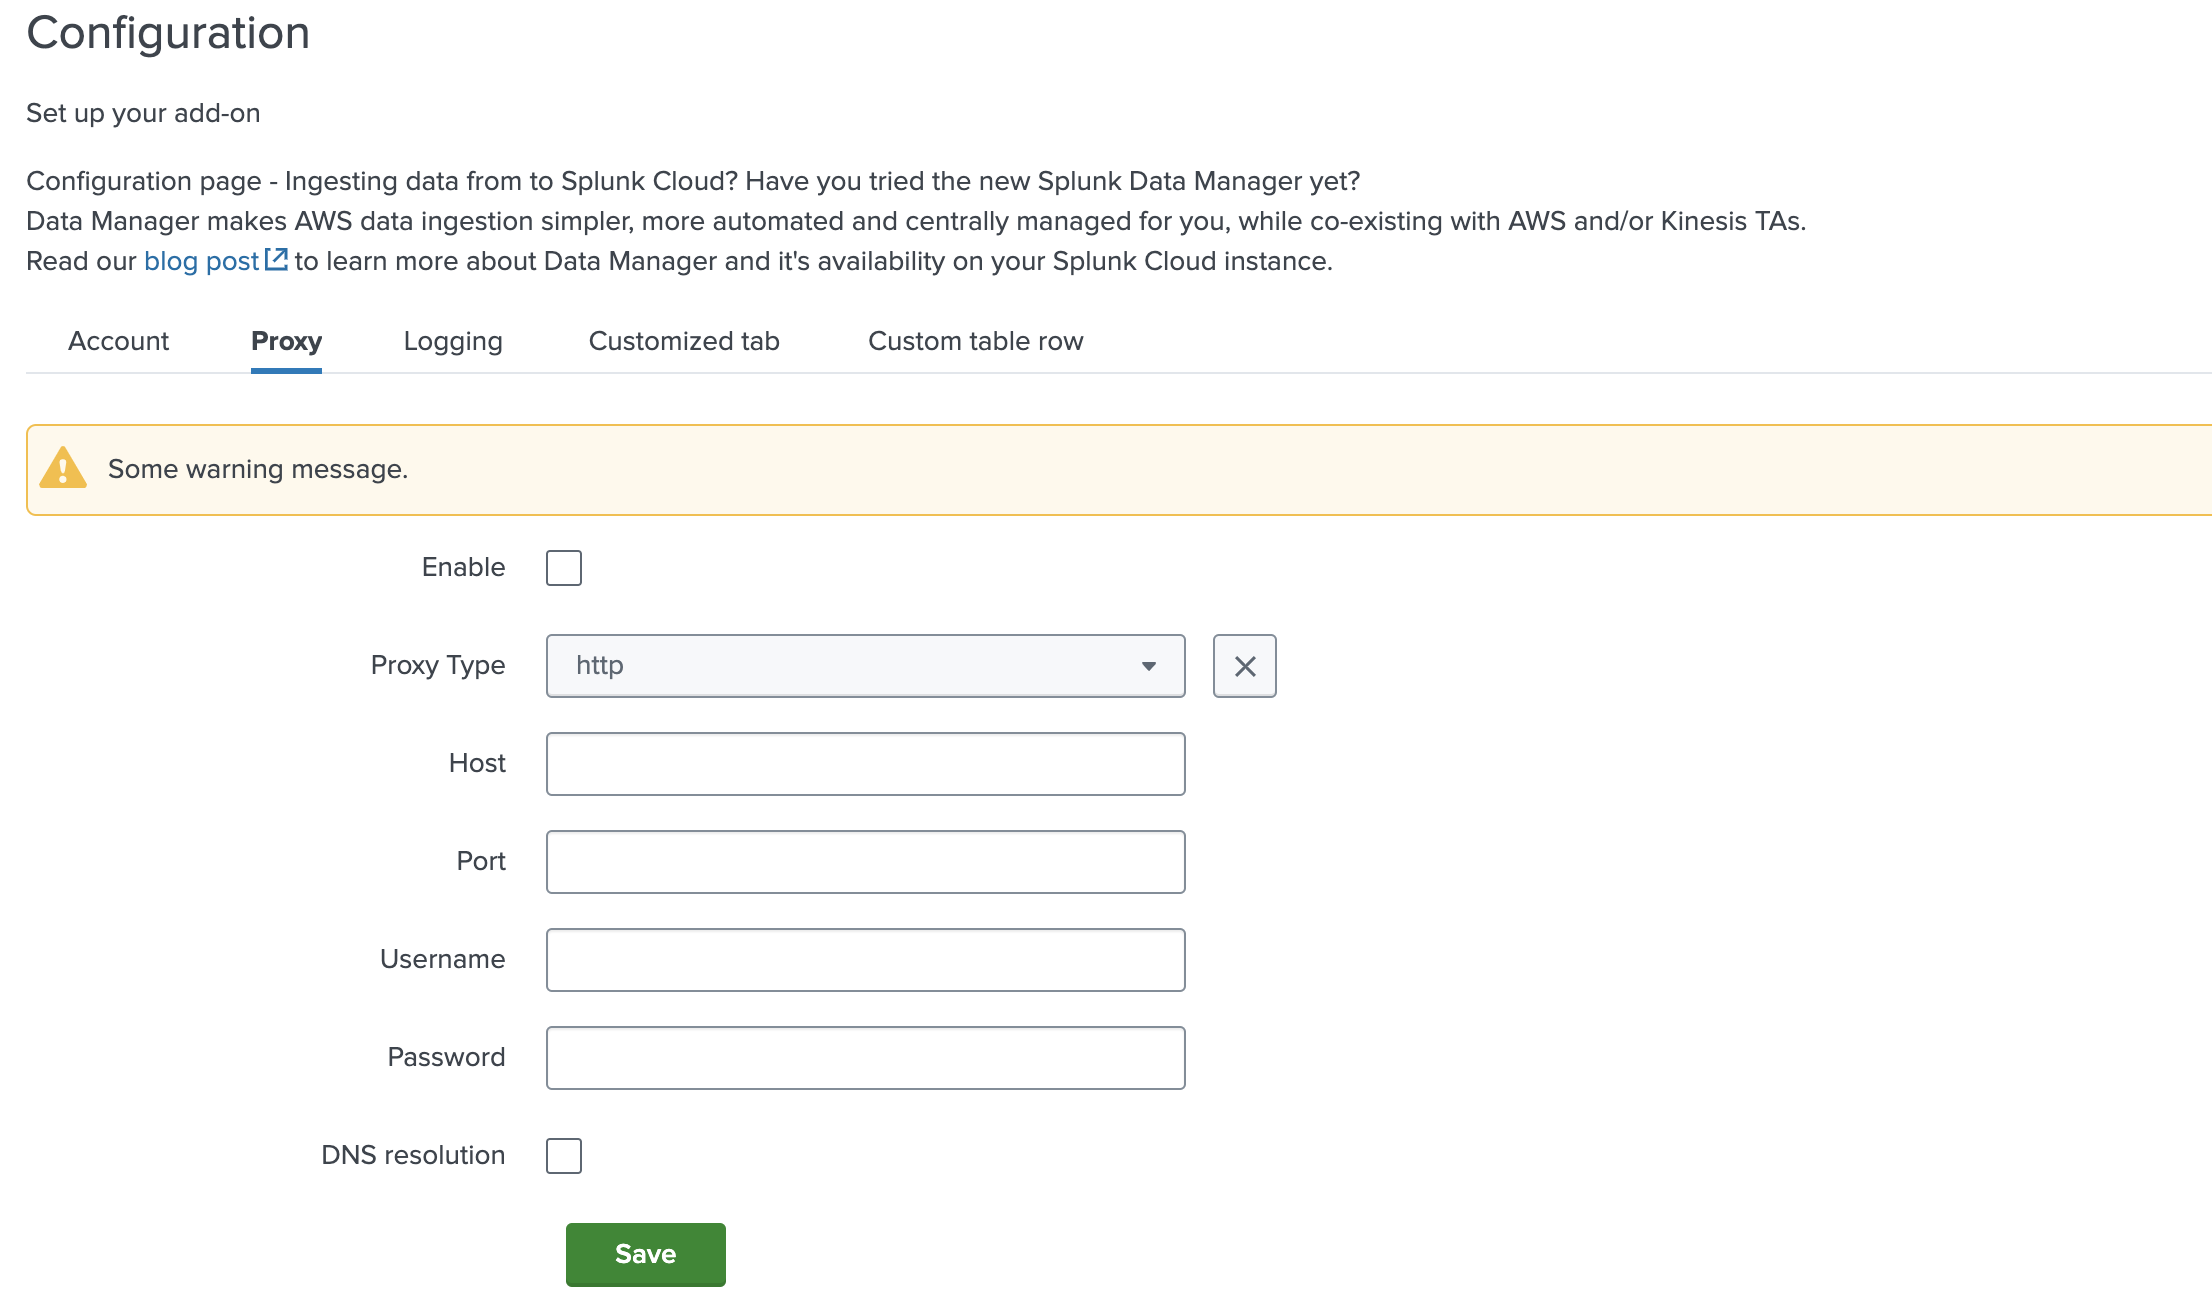 Configuration
Set up your add-on
Configuration page - Ingesting data from to Splunk Cloud? Have you tried the new Splunk Data Manager yet?
Data Manager makes AWS data ingestion simpler, more automated and centrally managed for you, while co-existing with AWS and/or Kinesis TAs.
Read our blog post to learn more about Data Manager and it's availability on your Splunk Cloud instance.
Account Proxy Logging Customized tab Custom table row
Some warning message.
Enable
Proxy Type http
Host
Port
Username
Password
DNS resolution
Save